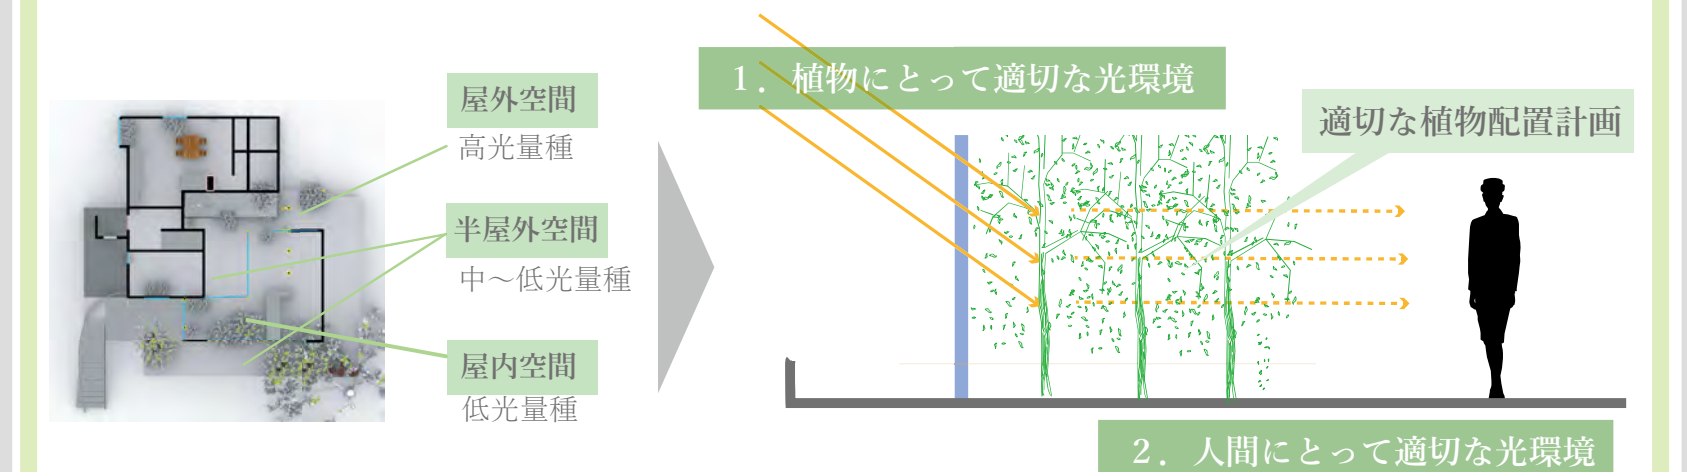 屋外空間
高光量種
半屋外空間
中〜低光量種
屋内空間
低光量種
1．植物にとって適切な光環境
適切な植物配置計画
2．人間にとって適切な光環境